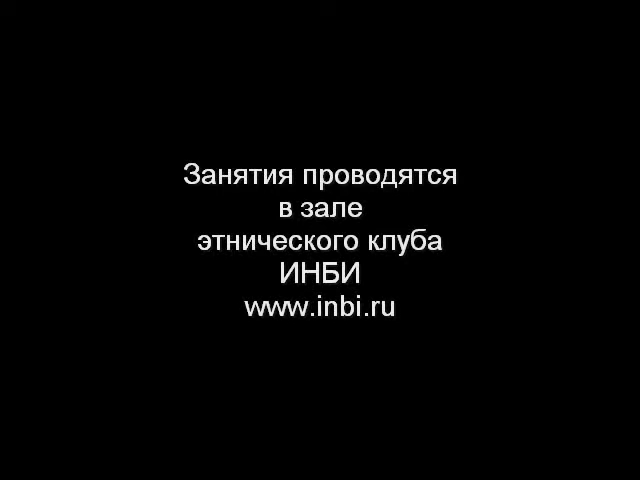 Занятия проводятся
в зале
этнического клуба
ИНБИ
www.inbi.ru